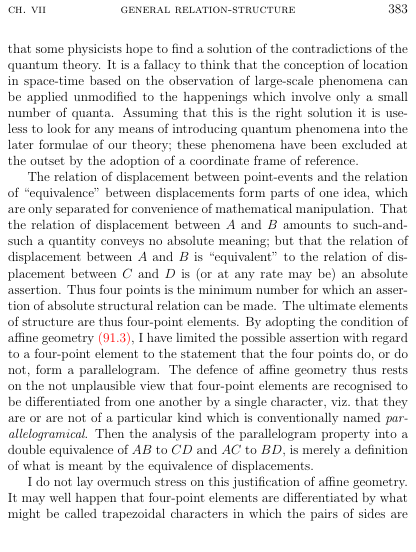 CH. VII GENERAL RELATION-STRUCTURE 383
that some physicists hope to find a solution of the contradictions of the
quantum theory. It is a fallacy to think that the conception of location
in space-time based on the observation of large-scale phenomena can
be applied unmodified to the happenings which involve only a small
number of quanta. Assuming that this is the right solution it is use-
less to look for any means of introducing quantum phenomena into the
later formulae of our theory; these phenomena have been excluded at
the outset by the adoption of a coordinate frame of reference.
The relation of displacement between point-events and the relation
of “equivalence” between displacements form parts of one idea, which
are only separated for convenience of mathematical manipulation. That
the relation of displacement between A and B amounts to such-and-
such a quantity conveys no absolute meaning; but that the relation of
displacement between A and B is “equivalent” to the relation of dis-
placement between C and D is (or at any rate may be) an absolute
assertion. Thus four points is the minimum number for which an asser-
tion of absolute structural relation can be made. The ultimate elements
of structure are thus four-point elements. By adopting the condition of
affine geometry (91.3), I have limited the possible assertion with regard
to a four-point element to the statement that the four points do, or do
not, form a parallelogram. The defence of affine geometry thus rests
on the not unplausible view that four-point elements are recognised to
be differentiated from one another by a single character, viz. that they
are or are not of a particular kind which is conventionally named par-
allelogramical. Then the analysis of the parallelogram property into a
double equivalence of AB to CD and AC to BD, is merely a definition
of what is meant by the equivalence of displacements.
I do not lay overmuch stress on this justification of affine geometry.
It may well happen that four-point elements are differentiated by what
might be called trapezoidal characters in which the pairs of sides are